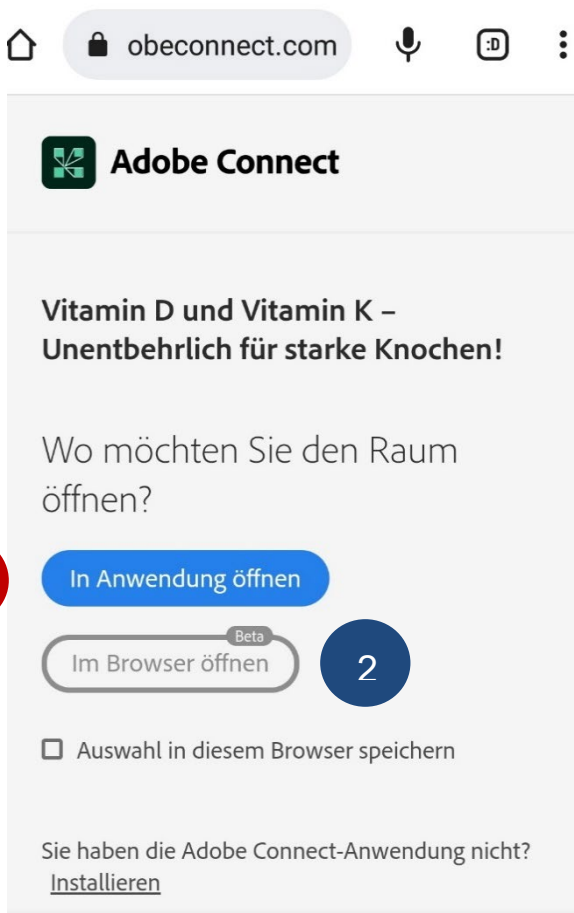 obeconnect.com :D
Adobe Connect
Vitamin D und Vitamin K –
Unentbehrlich für starke Knochen!
Wo möchten Sie den Raum
öffnen?
In Anwendung öffnen
Beta
Im Browser öffnen 2
Auswahl in diesem Browser speichern
Sie haben die Adobe Connect-Anwendung nicht?
Installieren